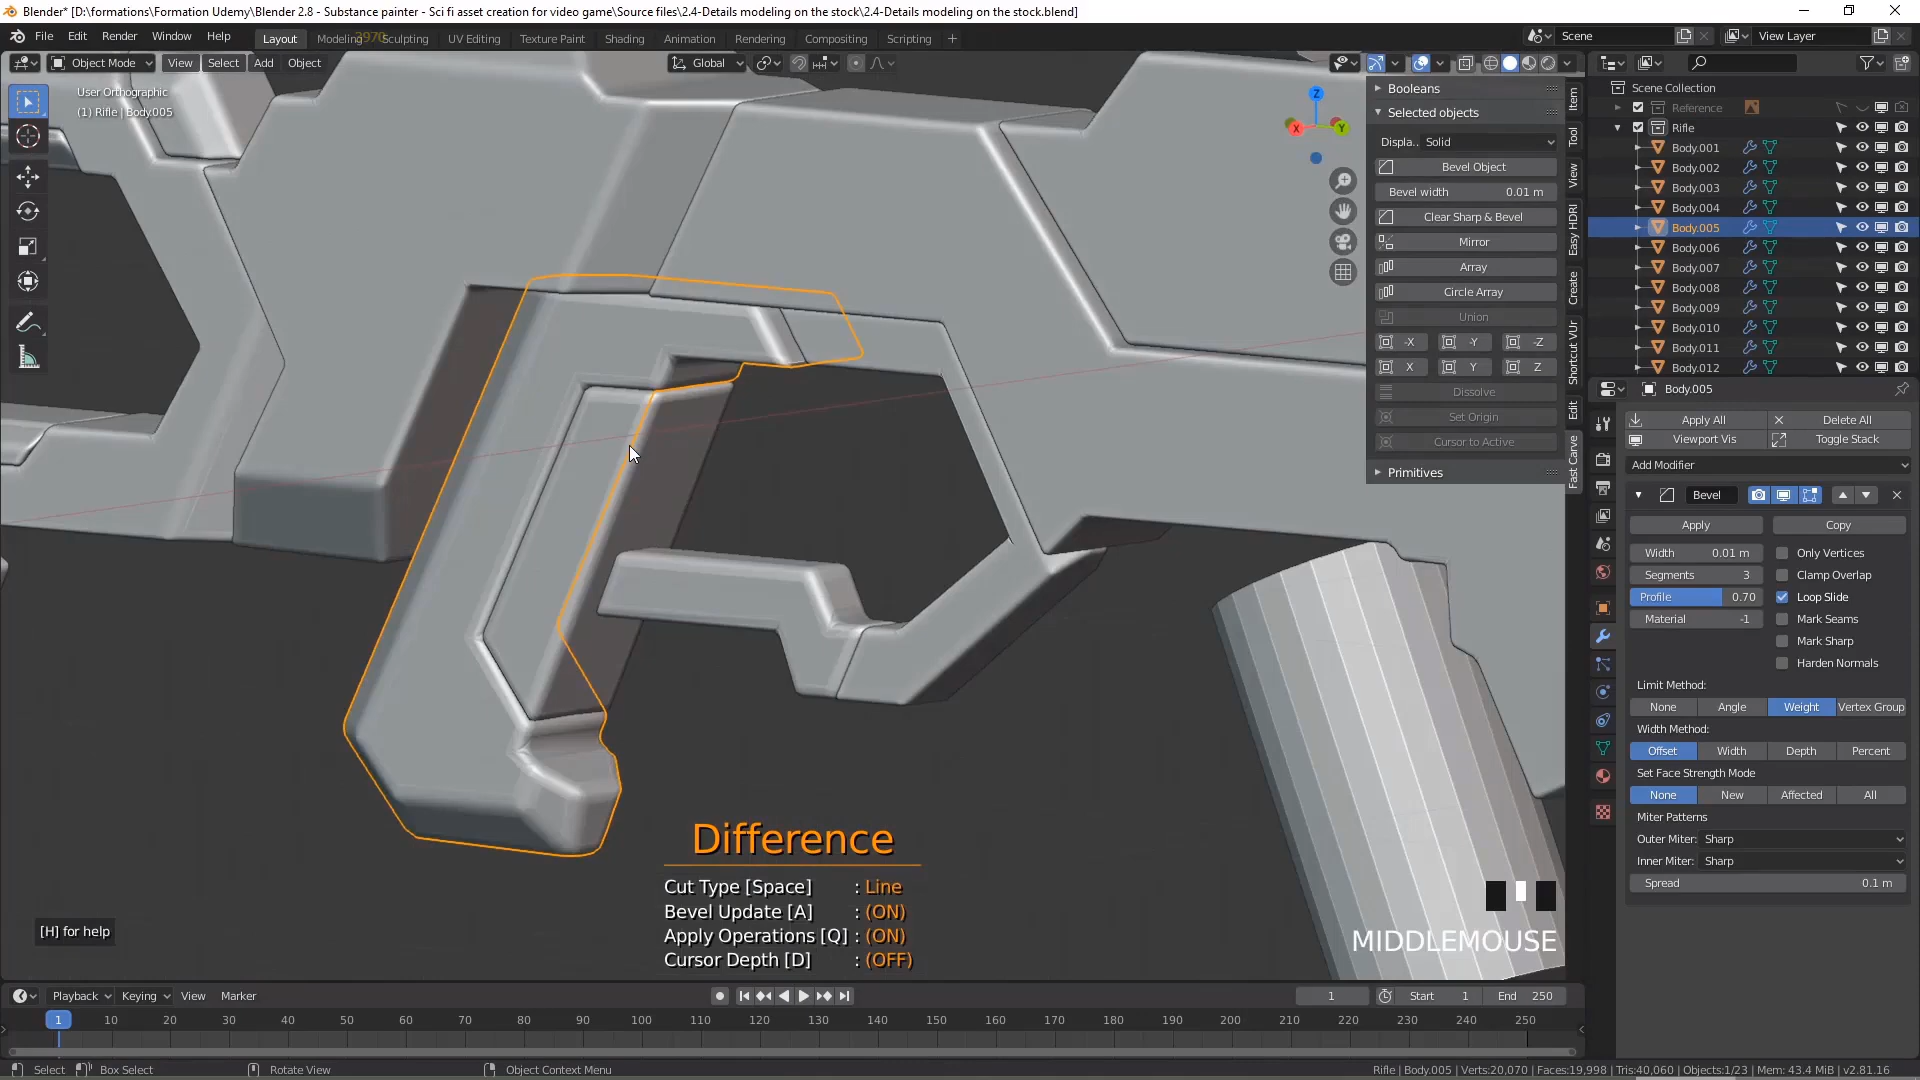 Blender* [D:\formations\Formation Udemy\Blender 2.8 - Substance painter - Sci fi asset creation for video game\Source files\2.4-Details modeling on the stock\2.4-Details modeling on the stock.blend]
File Edit Render Window Help
Layout Modeling Sculpting UV Editing Texture Paint Shading Animation Rendering Compositing Scripting +
3970
Scene
View Layer
Object Mode View Select Add Object
Global
User Orthographic
(1) Rifle | Body.005
Z
X
Y
Booleans
Selected objects
Displa.. Solid
Bevel Object
Bevel width 0.01 m
Clear Sharp & Bevel
Mirror
Array
Circle Array
Union
-X -Y -Z
X Y Z
Dissolve
Set Origin
Cursor to Active
Primitives
Item
Tool
View
Easy HDRI
Create
Shortcut VUr
Edit
Fast Carve
Scene Collection
Reference
Rifle
Body.001
Body.002
Body.003
Body.004
Body.005
Body.006
Body.007
Body.008
Body.009
Body.010
Body.011
Body.012
Body.005
Apply All Delete All
Viewport Vis Toggle Stack
Add Modifier
Bevel
Apply Copy
Width 0.01 m Only Vertices
Segments 3 Clamp Overlap
Profile 0.70 Loop Slide
Material -1 Mark Seams
Mark Sharp
Harden Normals
Limit Method:
None Angle Weight Vertex Group
Width Method:
Offset Width Depth Percent
Set Face Strength Mode
None New Affected All
Miter Patterns
Outer Miter: Sharp
Inner Miter: Sharp
Spread 0.1 m
Difference
Cut Type [Space] : Line
Bevel Update [A] : (ON)
Apply Operations [Q] : (ON)
Cursor Depth [D] : (OFF)
[H] for help
MIDDLEMOUSE
Playback Keying View Marker
1 Start 1 End 250
1 10 20 30 40 50 60 70 80 90 100 110 120 130 140 150 160 170 180 190 200 210 220 230 240 250
Select Box Select Rotate View Object Context Menu
Rifle | Body.005 | Verts:20,070 | Faces:19,998 | Tris:40,060 | Objects:1/23 | Mem: 43.4 MiB | v2.81.16